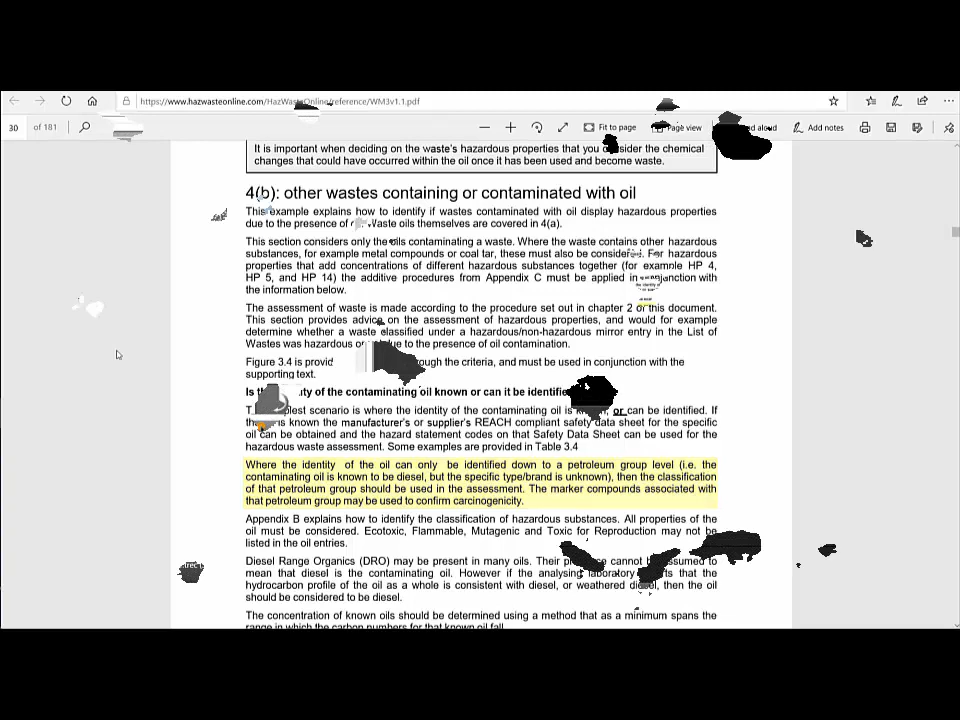 https://www.hazwasteonline.com/HazWasteOnline/reference/WM3v1.1.pdf
30 of 181 Fit to page Page view aloud Add notes
It is important when deciding on the waste's hazardous properties that you the chemical
changes that could have occurred within the oil once it has been used and become waste.
4(b): other wastes containing or contaminated with oil
This example explains how to identify if wastes contaminated with oil display hazardous properties
due to the presence of Waste oils themselves are covered in 4(a).
This section considers only the oils contaminating a waste. Where the waste contains other hazardous
substances, for example metal compounds or coal tar, these must also be considered. For hazardous
properties that add concentrations of different hazardous substances together (for example HP 4,
HP 5, and HP 14) the additive procedures from Appendix C must be applied in with
the information below.
The assessment of waste is made according to the procedure set out in chapter 2 of this document.
This section provides advice on the assessment of hazardous properties, and would for example
determine whether a waste classified under a hazardous/non-hazardous mirror entry in the List of
Wastes was hazardous or due to the presence of oil contamination.
Figure 3.4 is the criteria, and must be used in conjunction with the
supporting text.
Is of the contaminating oil known or can it be
scenario is where the identity of the contaminating oil is or can be identified. If
is known the manufacturer's or supplier's REACH compliant safety data sheet for the specific
oil can be obtained and the hazard statement codes on that Safety Data Sheet can be used for the
hazardous waste assessment. Some examples are provided in Table 3.4
Where the identity of the oil can only be identified down to a petroleum group level (i.e. the
contaminating oil is known to be diesel, but the specific type/brand is unknown), then the classification
of that petroleum group should be used in the assessment. The marker compounds associated with
that petroleum group may be used to confirm carcinogenicity.
Appendix B explains how to identify the classification of hazardous substances. All properties of the
oil must be considered. Ecotoxic, Flammable, Mutagenic and Toxic for Reproduction may not be
listed in the oil entries.
Diesel Range Organics (DRO) may be present in many oils. Their cannot to
mean that diesel is the contaminating oil. However if the analysing laboratory that the
hydrocarbon profile of the oil as a whole is consistent with diesel, or weathered diesel, then the oil
should be considered to be diesel.
The concentration of known oils should be determined using a method that as a minimum spans the
range in which the carbon numbers for that known oil fall